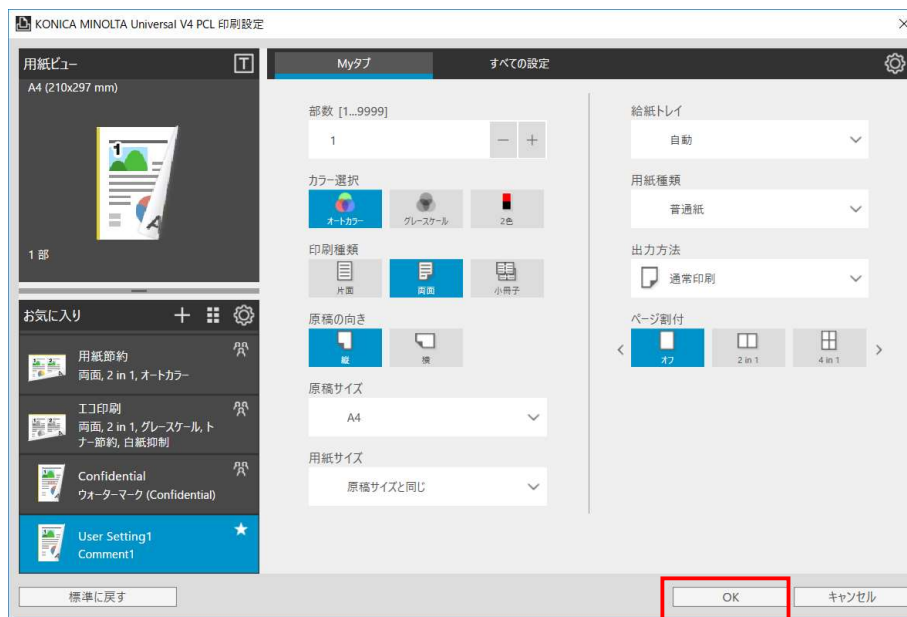 KONICA MINOLTA Universal V4 PCL 印刷設定
用紙ビュー
T
A4 (210x297 mm)
1
1 部
お気に入り
用紙節約
両面, 2 in 1, オートカラー
エコ印刷
両面, 2 in 1, グレースケール, ト
ナー節約, 白紙抑制
Confidential
ウォーターマーク (Confidential)
User Setting1
Comment1
標準に戻す
Myタブ
すべての設定
部数 [1...9999]
1
カラー選択
オートカラー
グレースケール
2色
印刷種類
片面
両面
小冊子
原稿の向き
縦
横
原稿サイズ
A4
用紙サイズ
原稿サイズと同じ
給紙トレイ
自動
用紙種類
普通紙
出力方法
通常印刷
ページ割付
オフ
2 in 1
4 in 1
OK
キャンセル